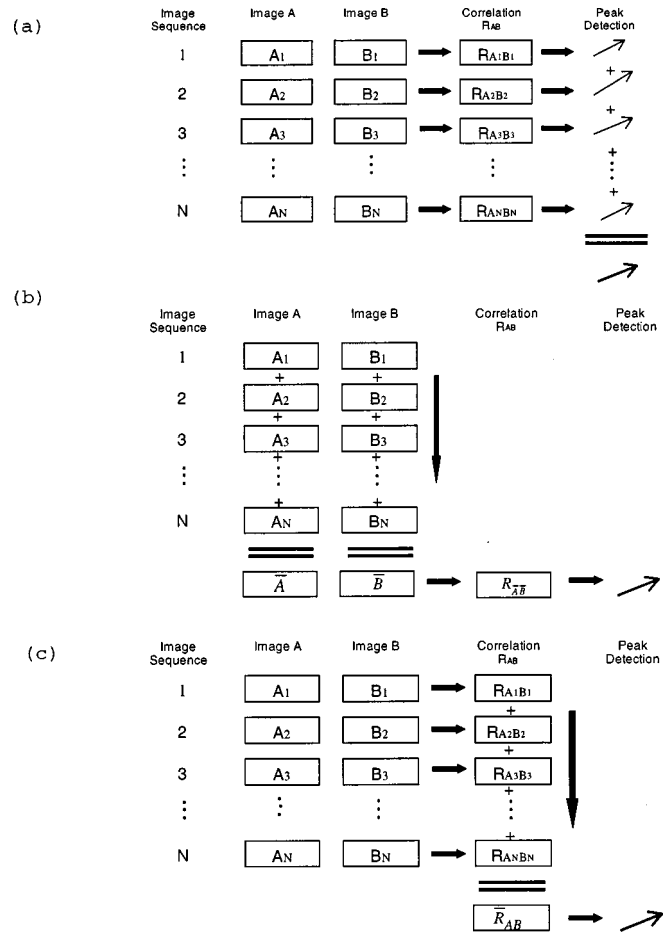 (a)
Image Sequence Image A Image B Correlation RAB Peak Detection
1 A1 B1 RA1B1
+
2 A2 B2 RA2B2
+
3 A3 B3 RA3B3
+
⋮ ⋮ ⋮ ⋮ ⋮
+
N AN BN RANBN
(b)
Image Sequence Image A Image B Correlation RAB Peak Detection
1 A1 B1
+ +
2 A2 B2
+ +
3 A3 B3
+ +
⋮ ⋮ ⋮
+ +
N AN BN
A̅ B̅ RA̅B̅
(c)
Image Sequence Image A Image B Correlation RAB Peak Detection
1 A1 B1 RA1B1
+
2 A2 B2 RA2B2
+
3 A3 B3 RA3B3
+
⋮ ⋮ ⋮ ⋮
+
N AN BN RANBN
R̅AB